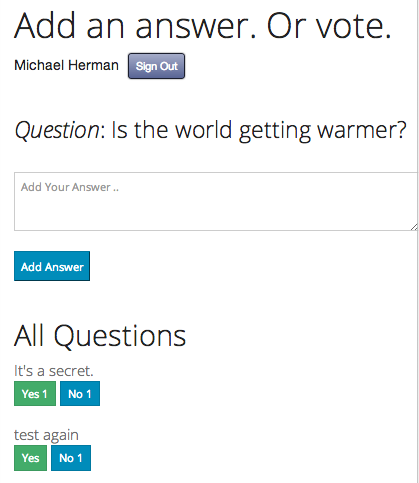 Add an answer. Or vote.
Michael Herman Sign Out
Question: Is the world getting warmer?
Add Your Answer ..
Add Answer
All Questions
It's a secret.
Yes 1 No 1
test again
Yes No 1